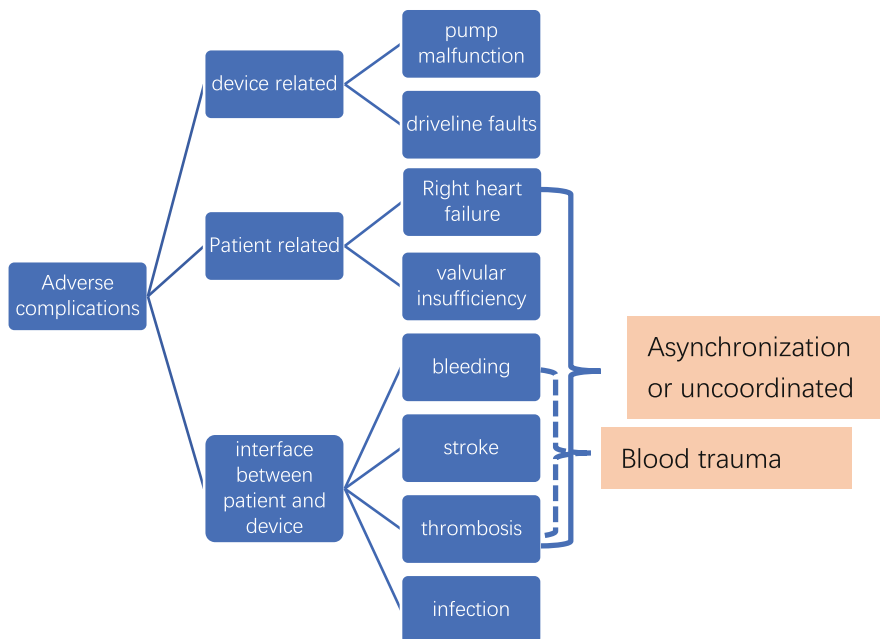 pump
malfunction
device related
driveline faults
Right heart
failure
Patient related
valvular
insufficiency
Adverse
complications
Asynchronization
or uncoordinated
bleeding
Blood trauma
stroke
interface
between
patient and
device
thrombosis
infection